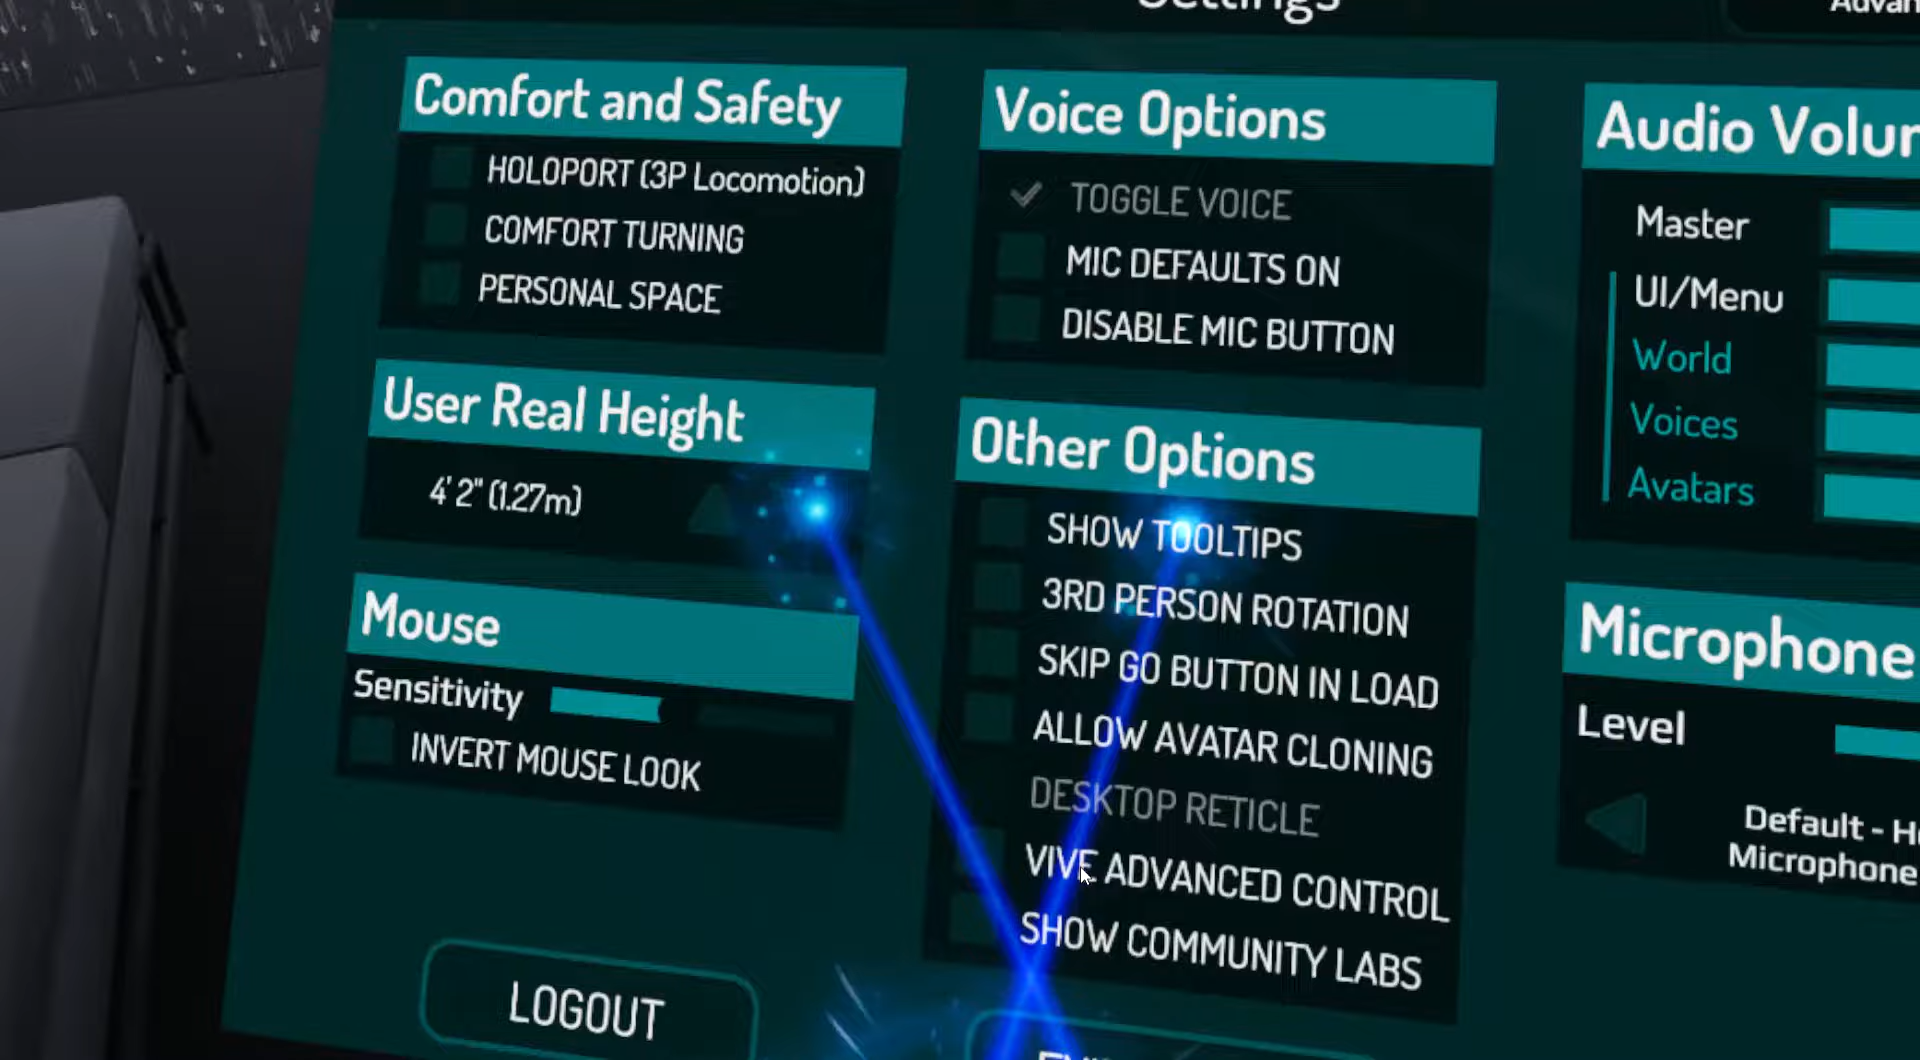 Settings
Comfort and Safety
HOLOPORT (3P Locomotion)
COMFORT TURNING
PERSONAL SPACE
User Real Height
4' 2" (1.27m)
Mouse
Sensitivity
INVERT MOUSE LOOK
LOGOUT
Voice Options
TOGGLE VOICE
MIC DEFAULTS ON
DISABLE MIC BUTTON
Other Options
SHOW TOOLTIPS
3RD PERSON ROTATION
SKIP GO BUTTON IN LOAD
ALLOW AVATAR CLONING
DESKTOP RETICLE
VIVE ADVANCED CONTROL
SHOW COMMUNITY LABS
Audio
Master
UI/Menu
World
Voices
Avatars
Microphone
Level
Default -
Microphone